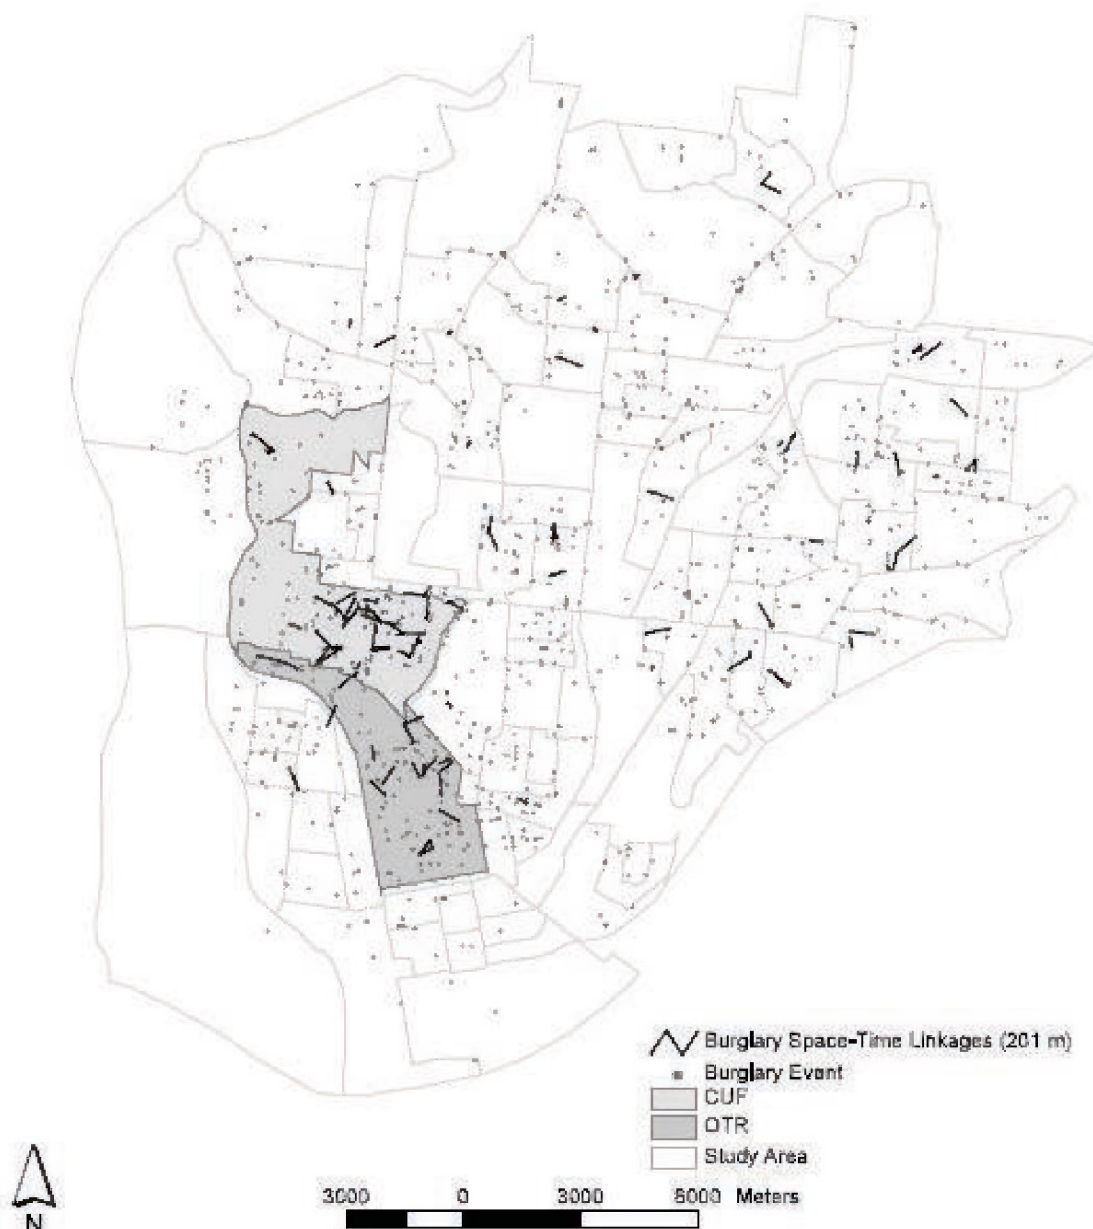 Burglary Space-Time Linkages (201 m)
Burglary Event
CUF
OTR
Study Area
3000 0 3000 6000 Meters
N